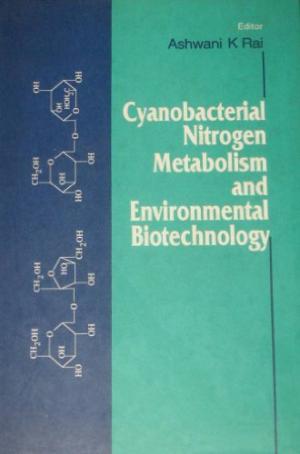 Editor
Ashwani K Rai
Cyanobacterial
Nitrogen
Metabolism
and
Environmental
Biotechnology